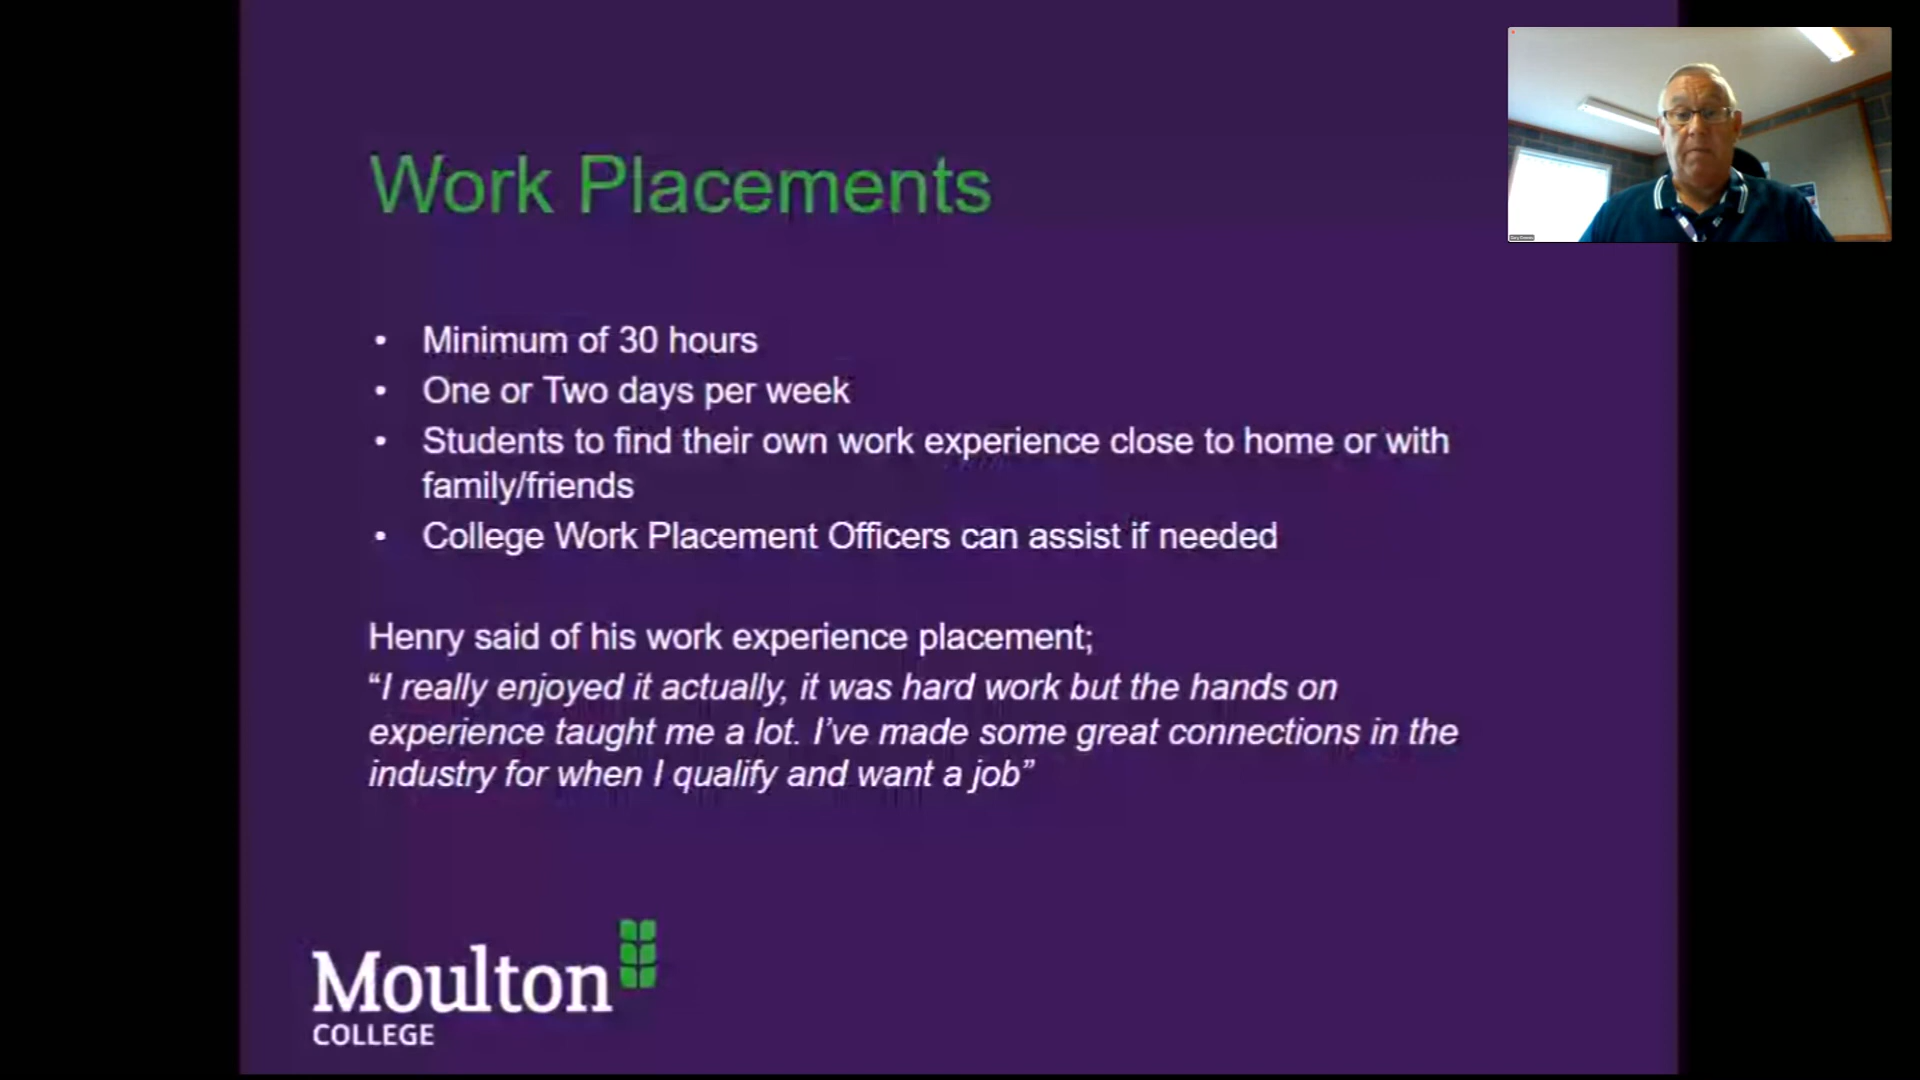 Work Placements
• Minimum of 30 hours
• One or Two days per week
• Students to find their own work experience close to home or with
family/friends
• College Work Placement Officers can assist if needed
Henry said of his work experience placement;
“I really enjoyed it actually, it was hard work but the hands on
experience taught me a lot. I’ve made some great connections in the
industry for when I qualify and want a job”
Moulton
COLLEGE